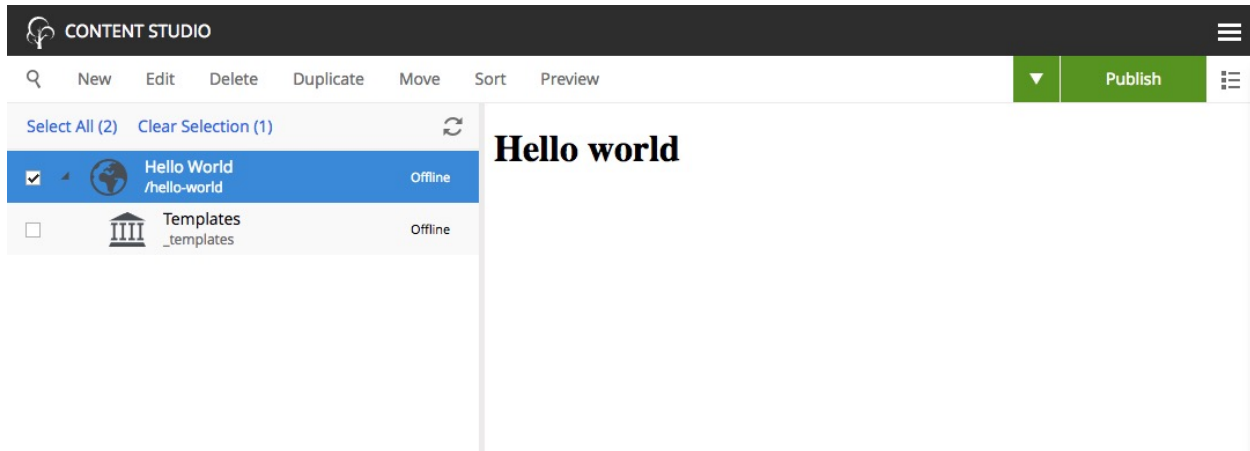 CONTENT STUDIO
New Edit Delete Duplicate Move Sort Preview Publish
Select All (2) Clear Selection (1)
Hello World
/hello-world
Offline
Templates
_templates
Offline
Hello world